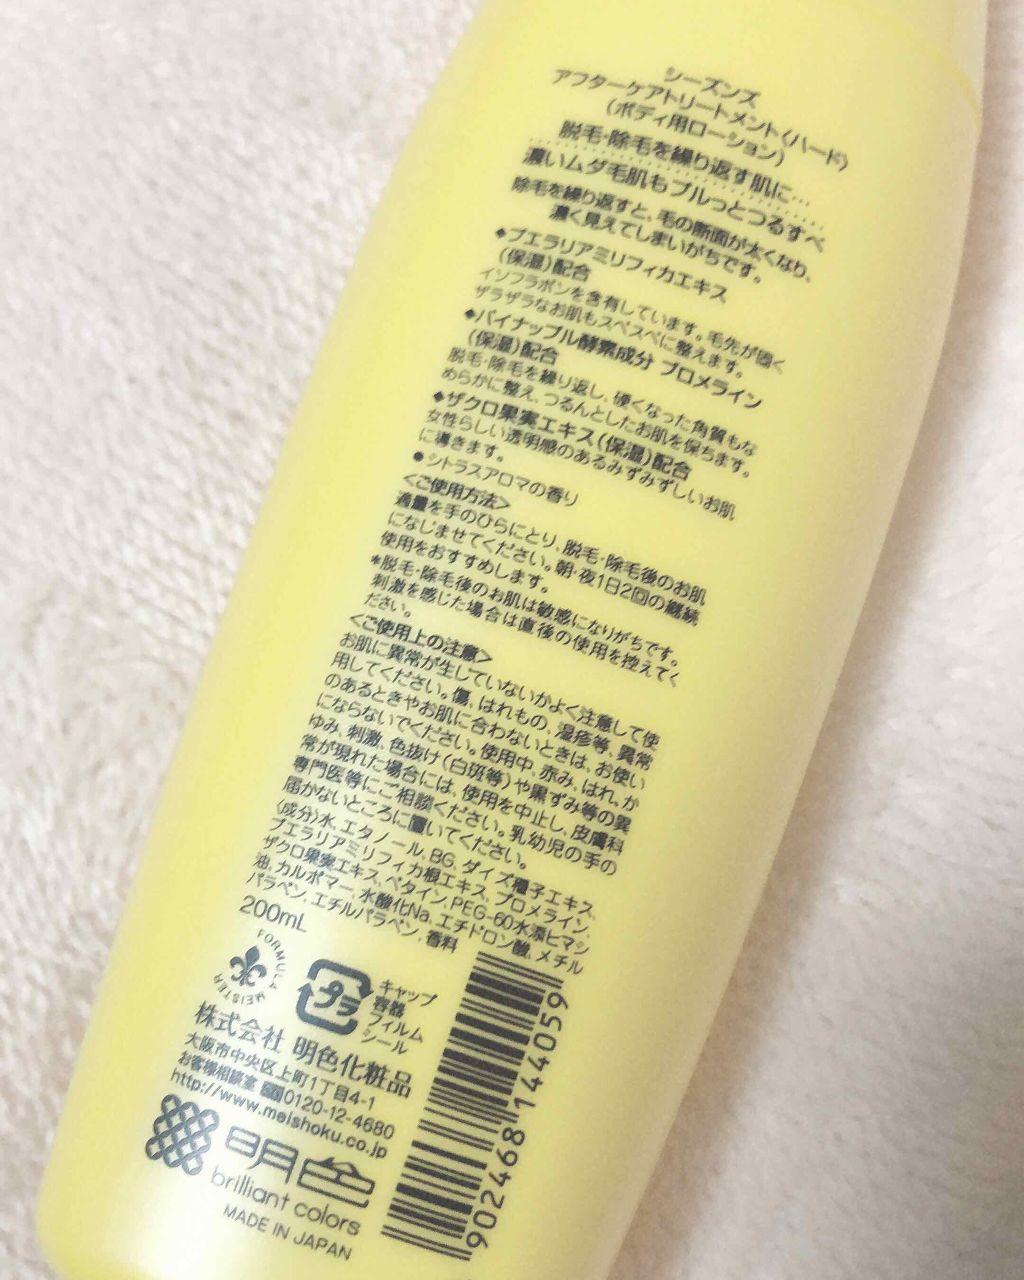 シーズンズ
アフターケアトリートメント〈ハード〉
(ボディ用ローション)
脱毛・除毛を繰り返す肌に…
濃いムダ毛肌もプルっとつるすべ
除毛を繰り返すと、毛の断面が太くなり、
濃く見えてしまいがちです。
◆プエラリアミリフィカエキス
(保湿)配合
イソフラボンを含有しています。毛先が固く
ザラザラなお肌もスベスベに整えます。
◆パイナップル酵素成分 ブロメライン
(保湿)配合
脱毛・除毛を繰り返し、硬くなった角質もな
めらかに整え、つるんとしたお肌を保ちます。
◆ザクロ果実エキス(保湿)配合
女性らしい透明感のあるみずみずしいお肌
に導きます。
●シトラスアロマの香り
<ご使用方法>
適量を手のひらにとり、脱毛・除毛後のお肌
になじませてください。朝・夜1日2回の継続
使用をおすすめします。
*脱毛・除毛後のお肌は敏感になりがちです。
刺激を感じた場合は直後の使用を控えてく
ださい。
<ご使用上の注意>
お肌に異常が生じていないかよく注意して使
用してください。傷、はれもの、湿疹等、異常
のあるときやお肌に合わないときは、お使い
にならないでください。使用中、赤み、はれ、か
ゆみ、刺激、色抜け(白斑等)や黒ずみ等の異
常が現れた場合には、使用を中止し、皮膚科
専門医等にご相談ください。乳幼児の手の
届かないところに置いてください。
〈成分〉水、エタノール、BG、ダイズ種子エキス、
プエラリアミリフィカ根エキス、ブロメライン、
ザクロ果実エキス、ベタイン、PEG-60水添ヒマシ
油、カルボマー、水酸化Na、エチドロン酸、メチル
パラベン、エチルパラベン、香料
200mL
FORMULA MEISTER
プラ
キャップ
容器
フィルム
シール
株式会社 明色化粧品
大阪市中央区上町1丁目4-1
お客様相談室 0120-12-4680
http://www.meishoku.co.jp
明色
brilliant colors
MADE IN JAPAN
902468 144059